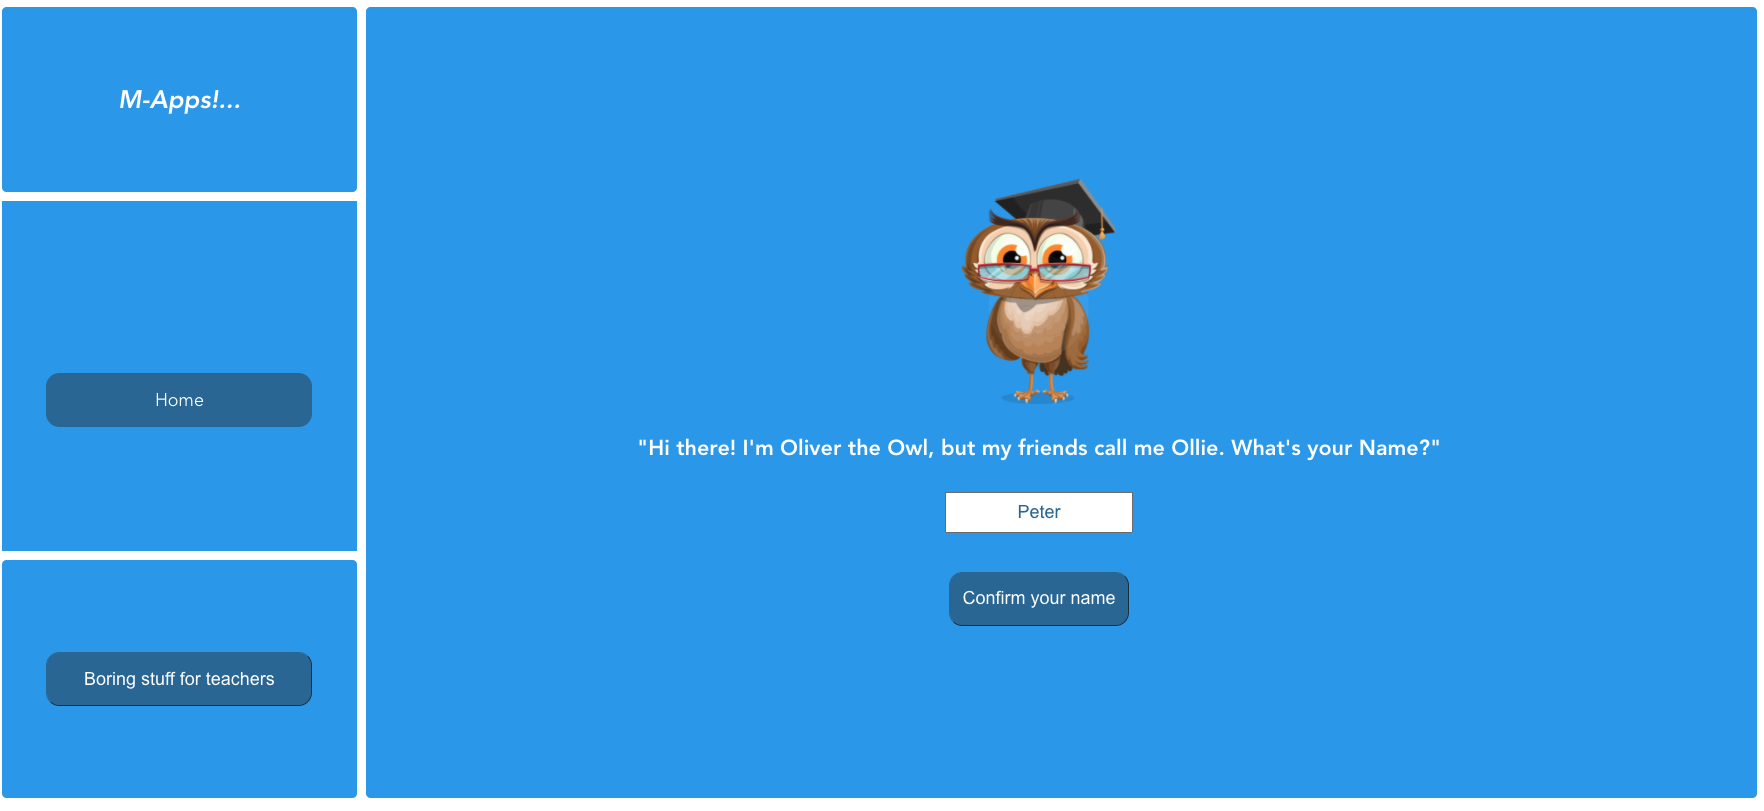 M-Apps!...
Home
Boring stuff for teachers
"Hi there! I'm Oliver the Owl, but my friends call me Ollie. What's your Name?"
Peter
Confirm your name